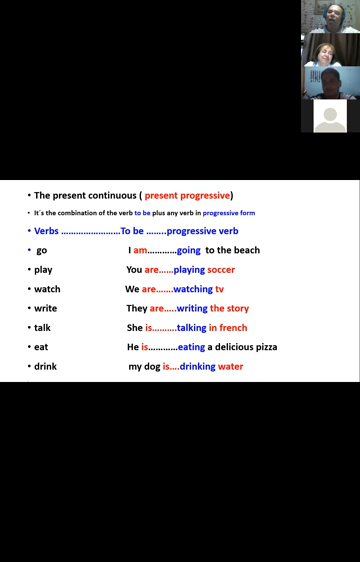 • The present continuous ( present progressive)
• It´s the combination of the verb to be plus any verb in progressive form
• Verbs ........................To be ........progressive verb
• go I am............going to the beach
• play You are......playing soccer
• watch We are.......watching tv
• write They are.....writing the story
• talk She is..........talking in french
• eat He is............eating a delicious pizza
• drink my dog is....drinking water